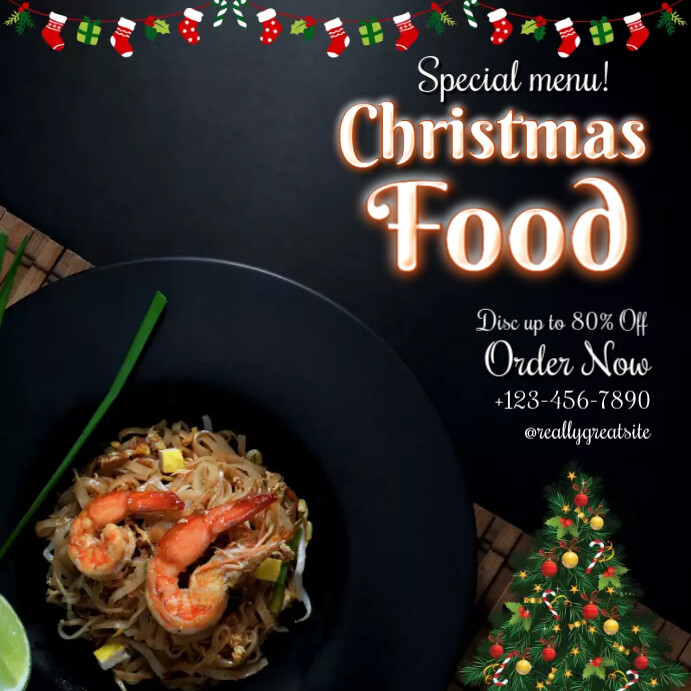 Special menu!
Christmas
Food
Disc up to 80% Off
Order Now
+123-456-7890
@reallygreatsite